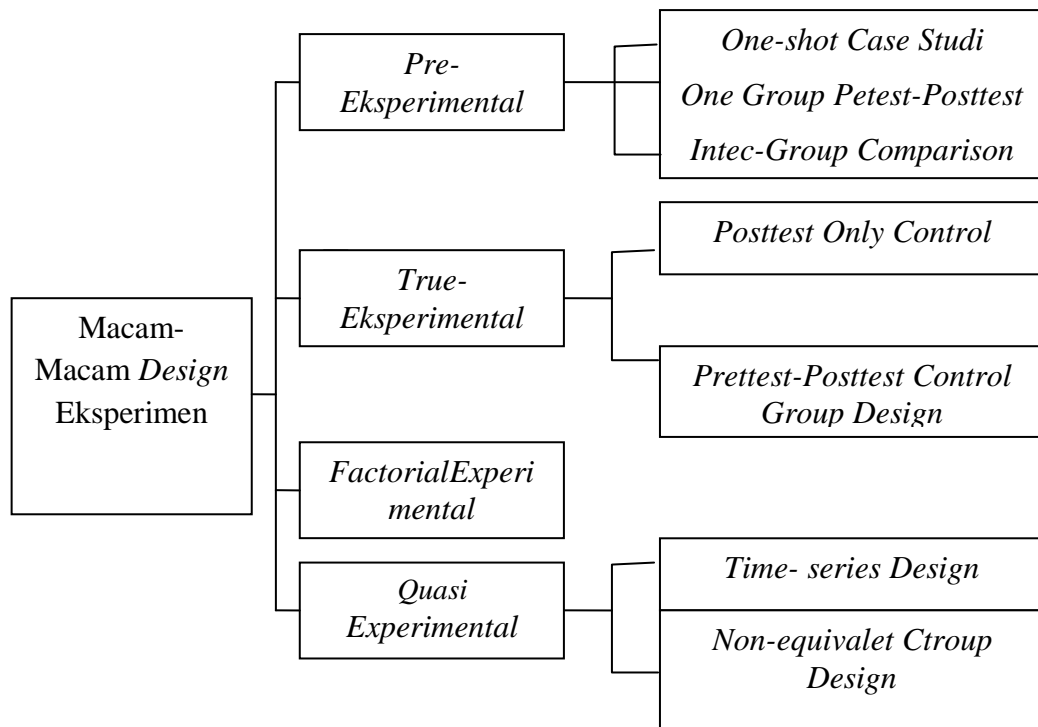 Macam-
Macam Design
Eksperimen
Pre-
Eksperimental
One-shot Case Studi
One Group Petest-Posttest
Intec-Group Comparison
True-
Eksperimental
Posttest Only Control
Prettest-Posttest Control
Group Design
FactorialExperi
mental
Quasi
Experimental
Time- series Design
Non-equivalet Ctroup
Design